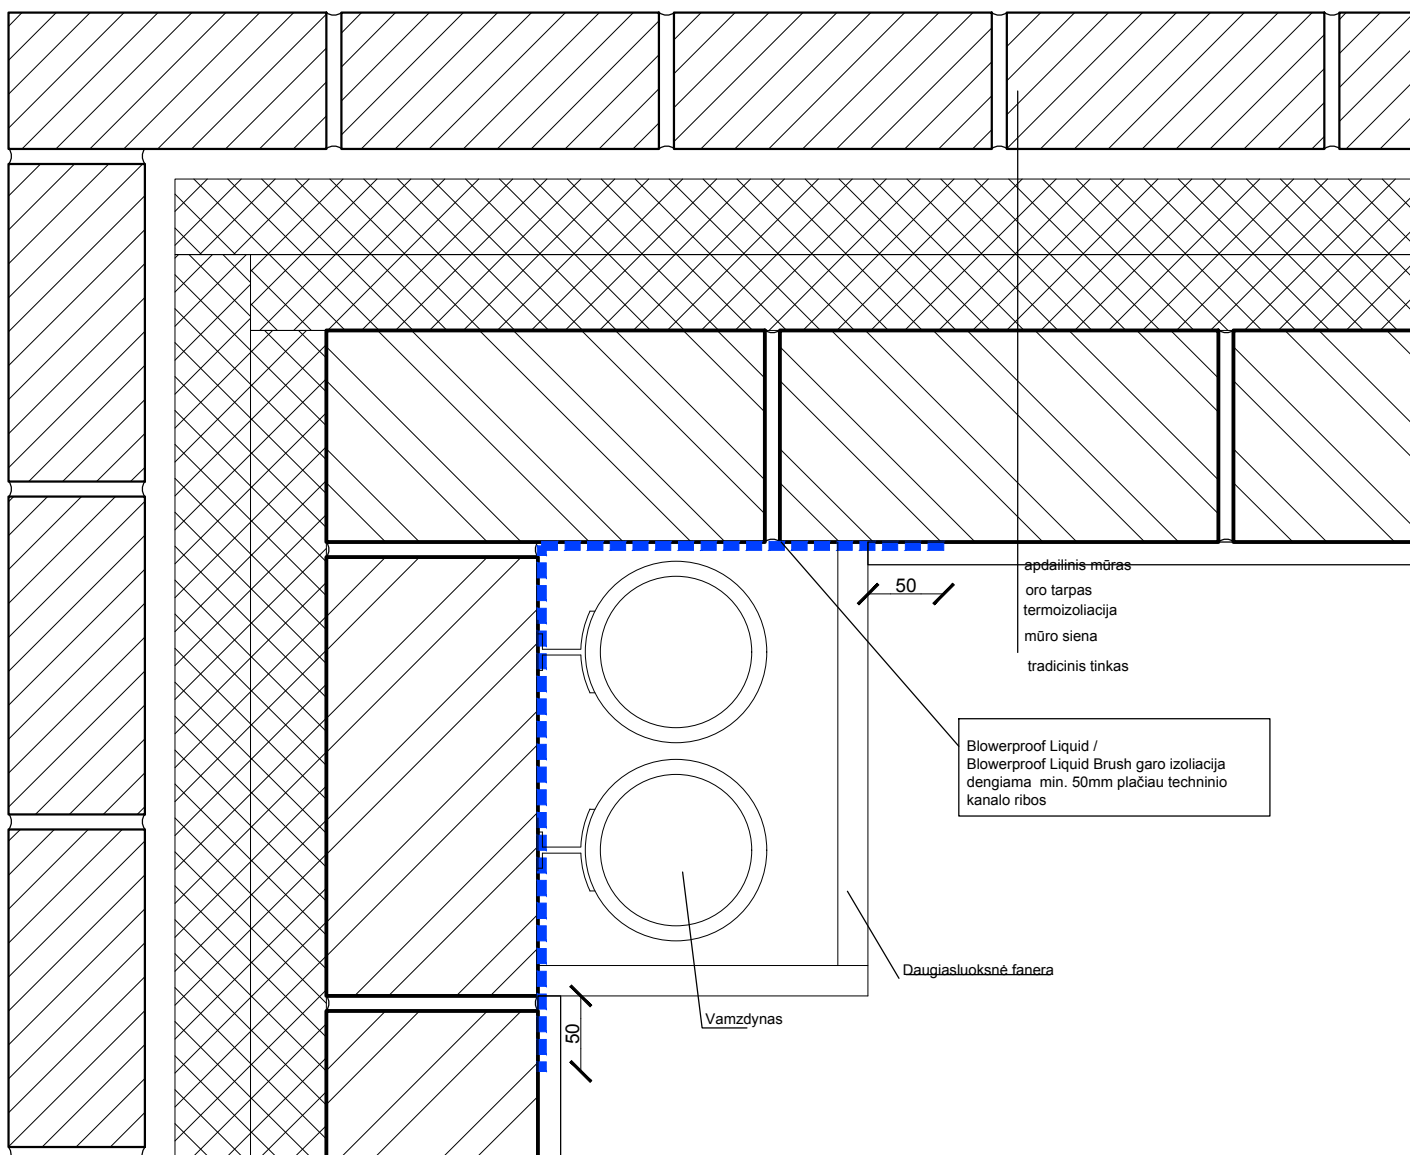 apdailinis mūras
50
oro tarpas
termoizoliacija
mūro siena
tradicinis tinkas
Blowerproof Liquid /
Blowerproof Liquid Brush garo izoliacija
dengiama min. 50mm plačiau techninio
kanalo ribos
Daugiasluoksnė fanera
Vamzdynas
50